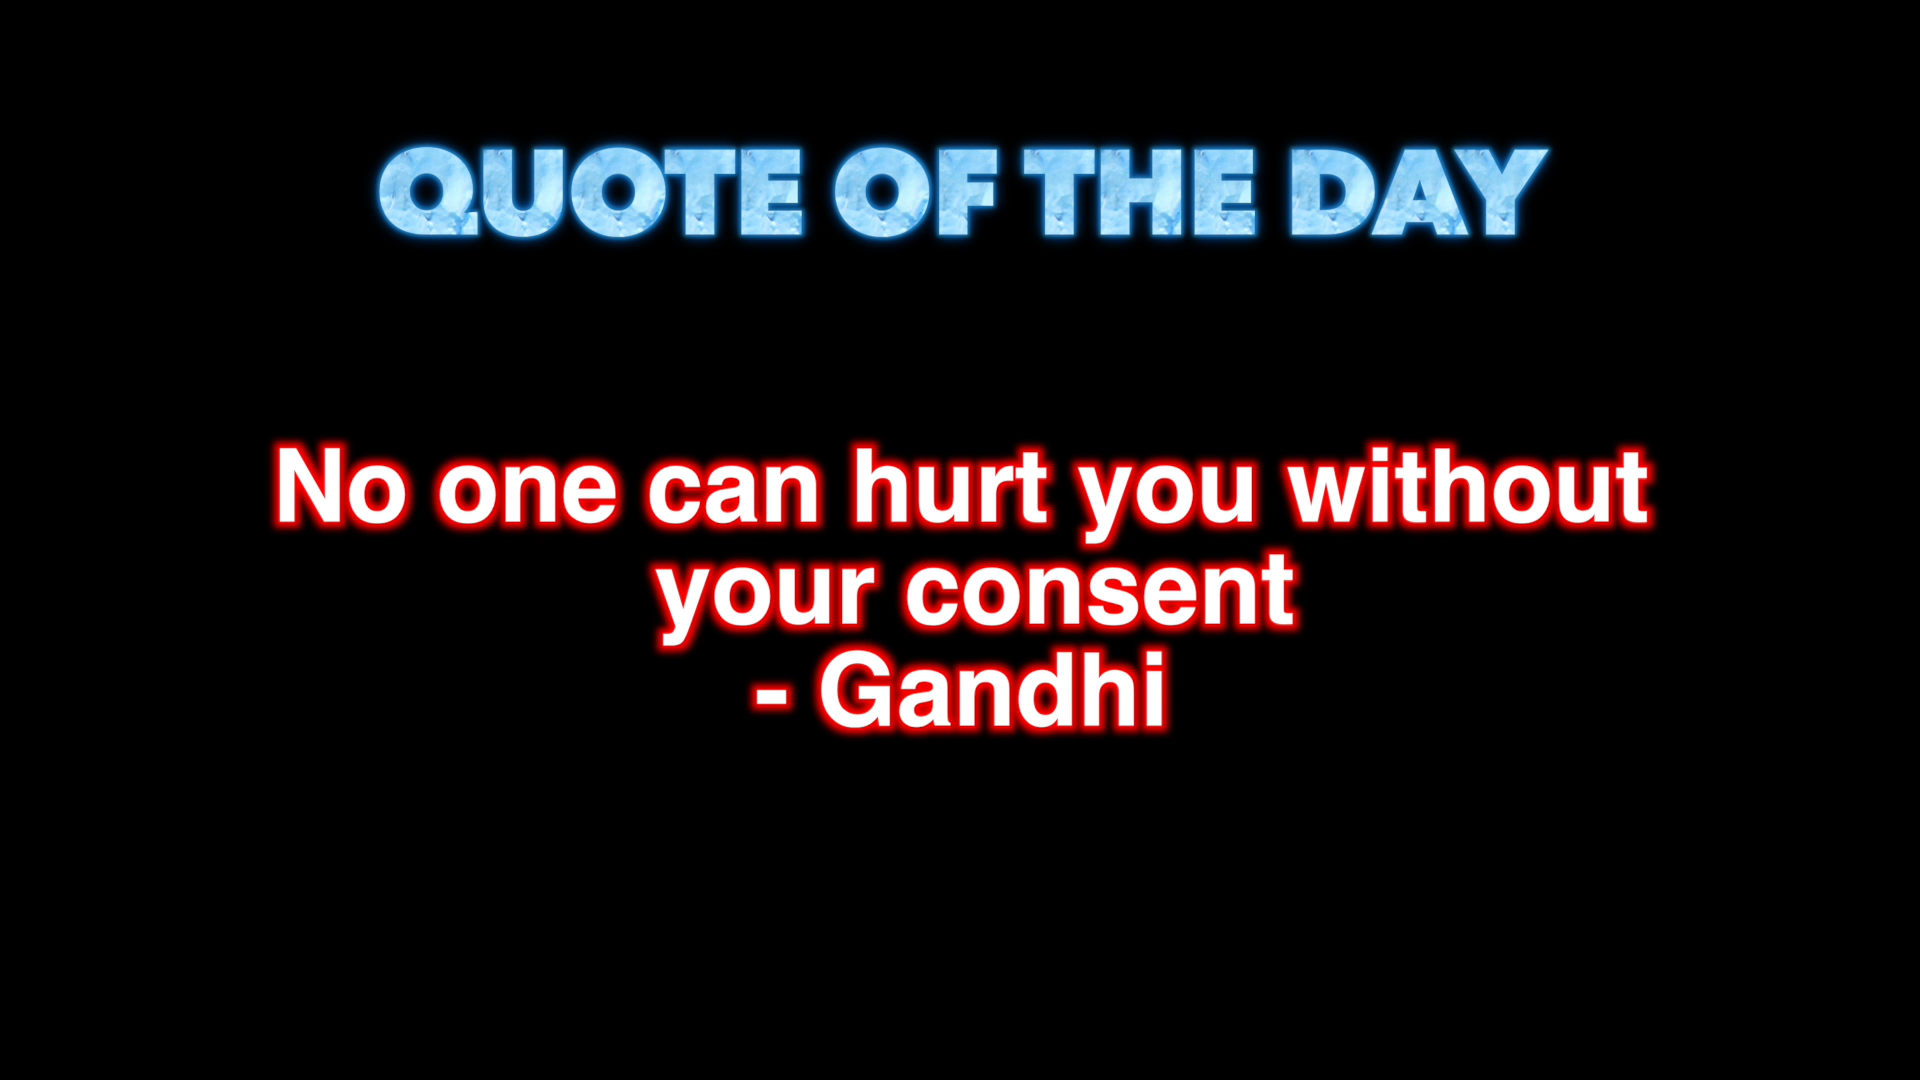 QUOTE OF THE DAY
No one can hurt you without
your consent
- Gandhi